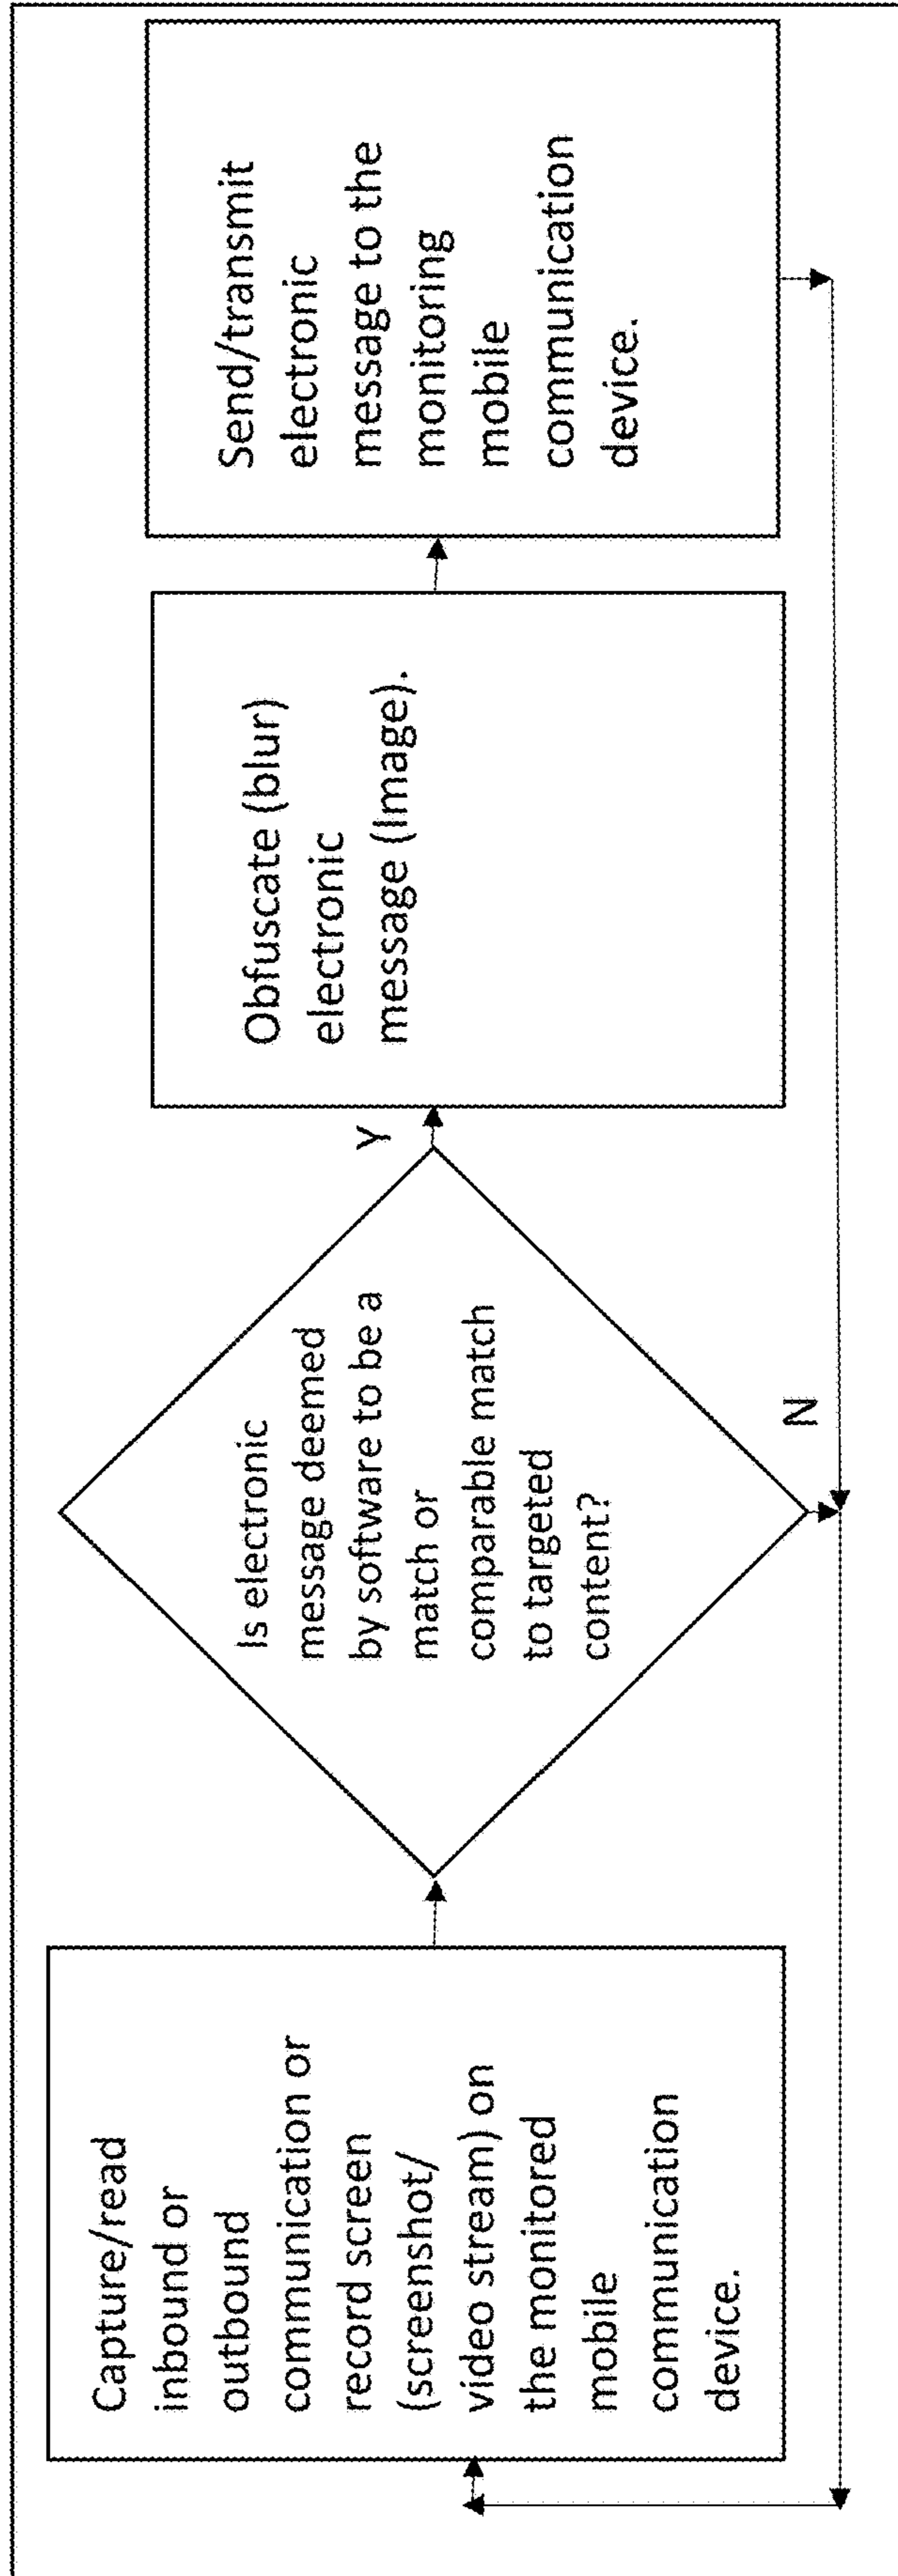 Capture/read
inbound or
outbound
communication or
record screen
(screenshot/
video stream) on
the monitored
mobile
communication
device.
Is electronic
message deemed
by software to be a
match or
comparable match
to targeted
content?
Y
N
Obfuscate (blur)
electronic
message (Image).
Send/transmit
electronic
message to the
monitoring
mobile
communication
device.